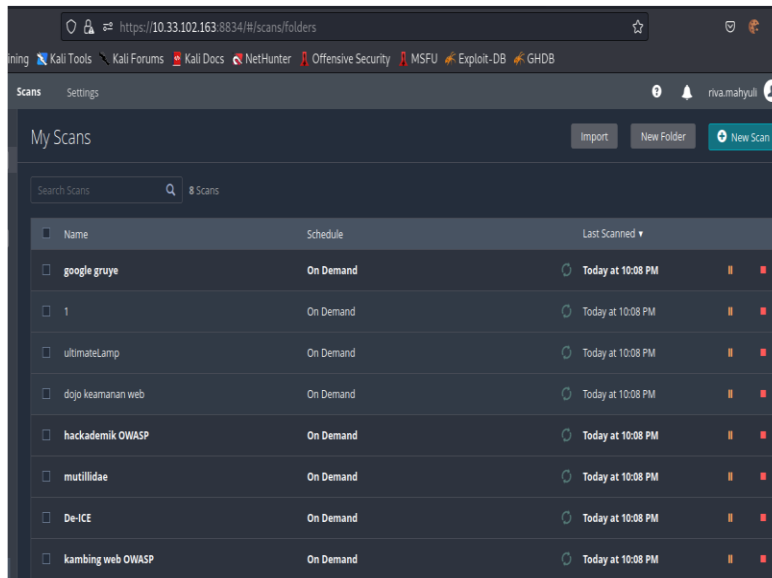 https://10.33.102.163:8834/#/scans/folders
ining Kali Tools Kali Forums Kali Docs NetHunter Offensive Security MSFU Exploit-DB GHDB
Scans Settings riva.mahyuli
My Scans Import New Folder New Scan
Search Scans 8 Scans
Name Schedule Last Scanned
google gruye On Demand Today at 10:08 PM
1 On Demand Today at 10:08 PM
ultimateLamp On Demand Today at 10:08 PM
dojo keamanan web On Demand Today at 10:08 PM
hackademik OWASP On Demand Today at 10:08 PM
mutillidae On Demand Today at 10:08 PM
De-ICE On Demand Today at 10:08 PM
kambing web OWASP On Demand Today at 10:08 PM